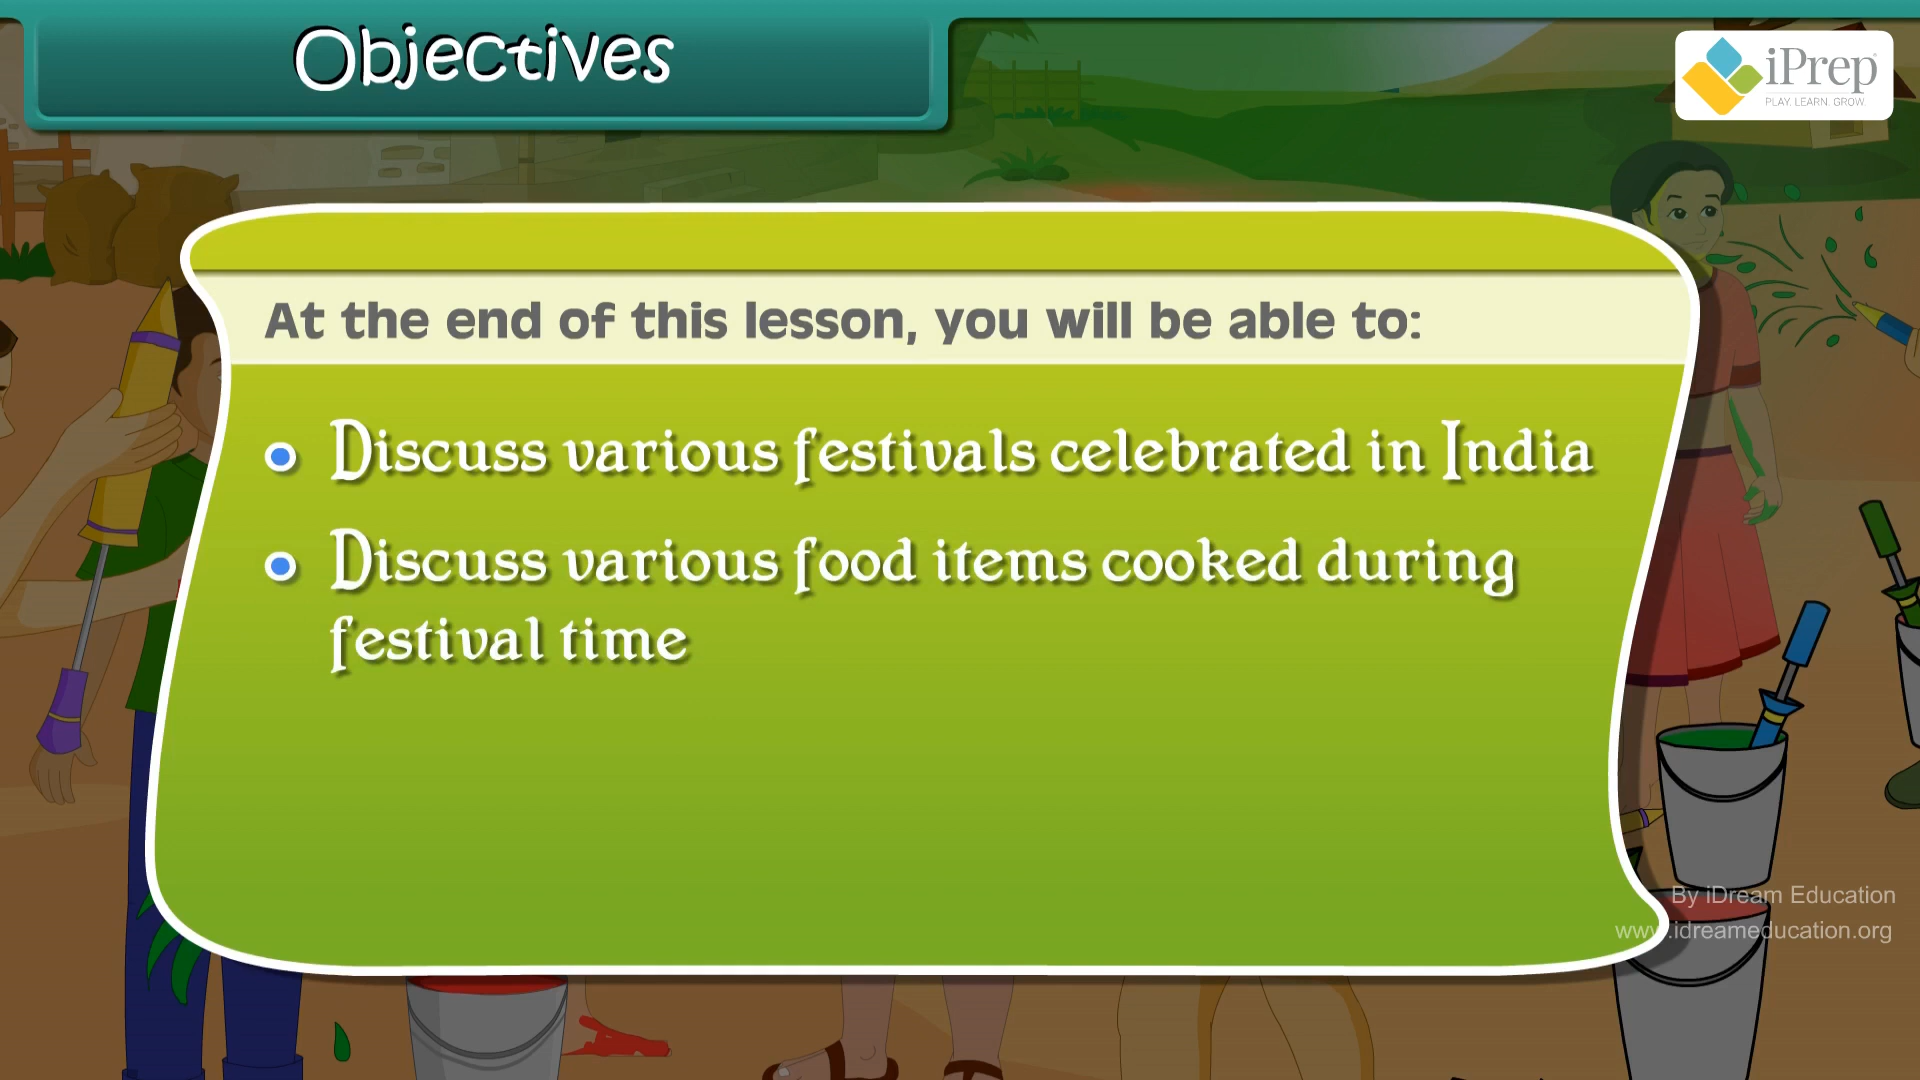 Objectives
iPrep
PLAY. LEARN. GROW.
At the end of this lesson, you will be able to:
Discuss various festivals celebrated in India
Discuss various food items cooked during
festival time
By iDream Education
www.idreameducation.org